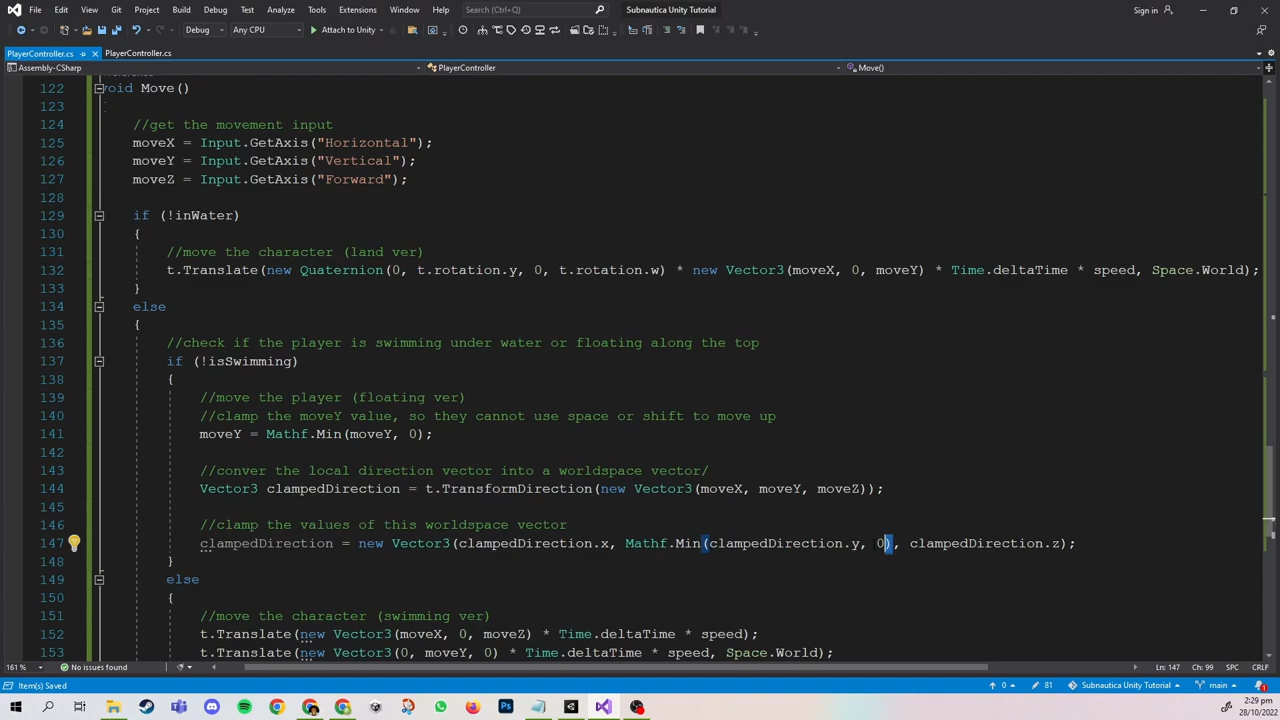 File Edit View Git Project Build Debug Test Analyze Tools Extensions Window Help Search (Ctrl+Q) Subnautica Unity Tutorial Sign in
Debug Any CPU Attach to Unity
PlayerController.cs PlayerController.cs
Assembly-CSharp PlayerController Move()
122 void Move()
123
124 //get the movement input
125 moveX = Input.GetAxis("Horizontal");
126 moveY = Input.GetAxis("Vertical");
127 moveZ = Input.GetAxis("Forward");
128
129 if (!inWater)
130 {
131 //move the character (land ver)
132 t.Translate(new Quaternion(0, t.rotation.y, 0, t.rotation.w) * new Vector3(moveX, 0, moveY) * Time.deltaTime * speed, Space.World);
133 }
134 else
135 {
136 //check if the player is swimming under water or floating along the top
137 if (!isSwimming)
138 {
139 //move the player (floating ver)
140 //clamp the moveY value, so they cannot use space or shift to move up
141 moveY = Mathf.Min(moveY, 0);
142
143 //conver the local direction vector into a worldspace vector/
144 Vector3 clampedDirection = t.TransformDirection(new Vector3(moveX, moveY, moveZ));
145
146 //clamp the values of this worldspace vector
147 clampedDirection = new Vector3(clampedDirection.x, Mathf.Min(clampedDirection.y, 0), clampedDirection.z);
148 }
149 else
150 {
151 //move the character (swimming ver)
152 t.Translate(new Vector3(moveX, 0, moveZ) * Time.deltaTime * speed);
153 t.Translate(new Vector3(0, moveY, 0) * Time.deltaTime * speed, Space.World);
161 % No issues found Ln: 147 Ch: 99 SPC CRLF
Item(s) Saved 0 81 Subnautica Unity Tutorial main 1
2:29 pm
28/10/2022